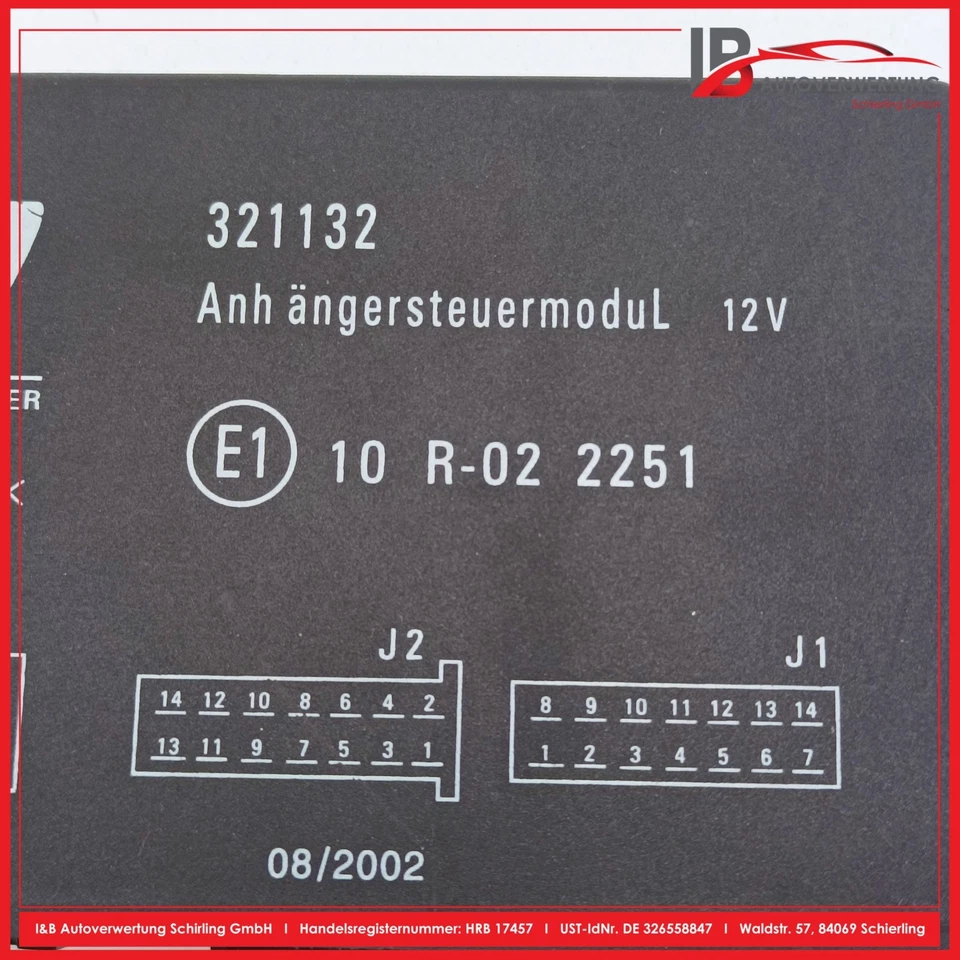 IB
AUTOVERWERTUNG
321132
Anh ängersteuermoduL 12V
ER
E1 10 R-02 2251
J2 J1
14 12 10 8 6 4 2
13 11 9 7 5 3 1
8 9 10 11 12 13 14
1 2 3 4 5 6 7
08/2002
I&B Autoverwertung Schirling GmbH I Handelsregisternummer: HRB 17457 I UST-IdNr. DE 326558847 I Waldstr. 57, 84069 Schierling